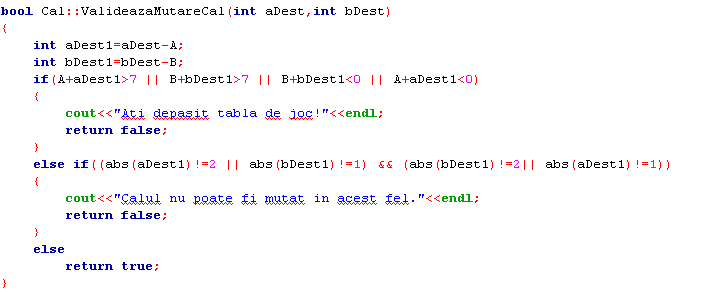 bool Cal::ValideazaMutareCal(int aDest,int bDest)
{
    int aDest1=aDest-A;
    int bDest1=bDest-B;
    if(A+aDest1>7 || B+bDest1>7 || B+bDest1<0 || A+aDest1<0)
    {
        cout<<"Ati depasit tabla de joc!"<<endl;
        return false;
    }
    else if((abs(aDest1)!=2 || abs(bDest1)!=1) && (abs(bDest1)!=2|| abs(aDest1)!=1))
    {
        cout<<"Calul nu poate fi mutat in acest fel."<<endl;
        return false;
    }
    else
        return true;
}